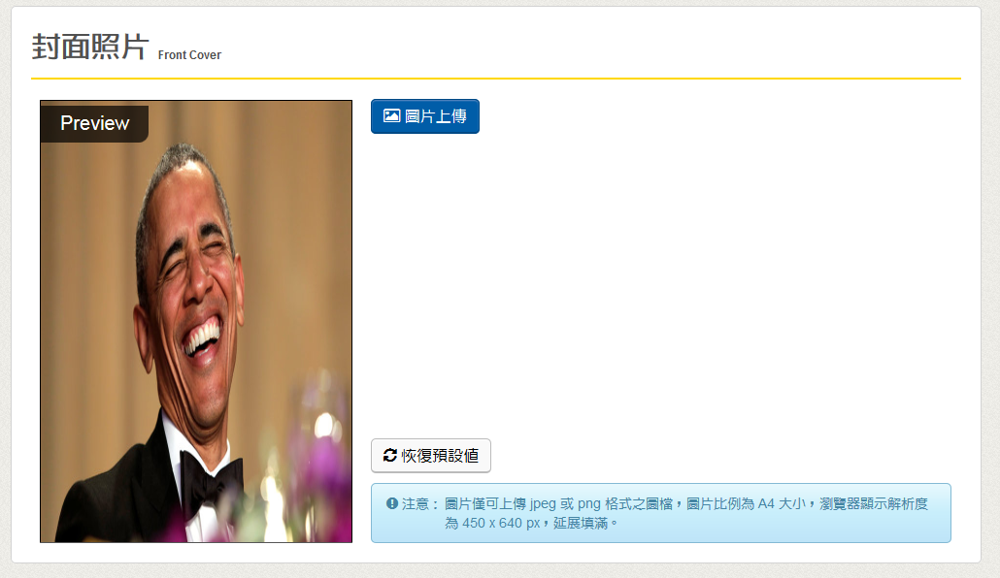 封面照片 Front Cover
Preview
圖片上傳
恢復預設值
注意： 圖片僅可上傳 jpeg 或 png 格式之圖檔，圖片比例為 A4 大小，瀏覽器顯示解析度
為 450 x 640 px，延展填滿。